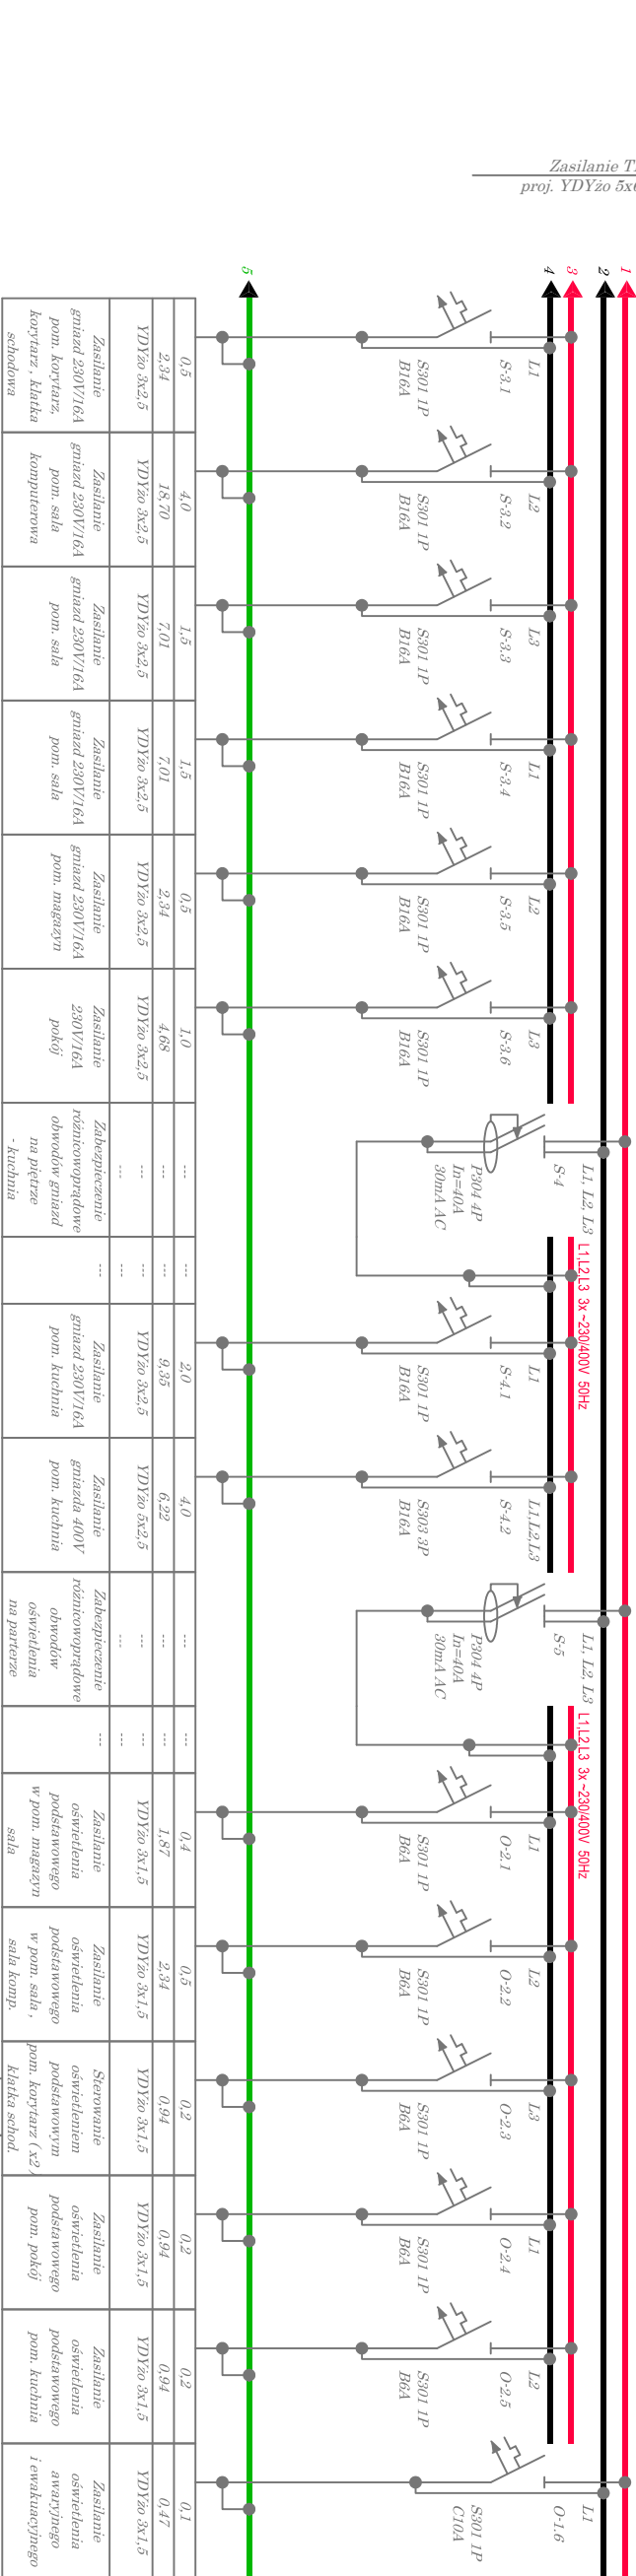 Zasilanie T
proj. YDYżo 5x
1
2
3
4
5
L1
S-3.1
S301 1P
B16A
0,5
2,34
YDYżo 3x2,5
Zasilanie
gniazd 230V/16A
pom. korytarz,
korytarz , klatka
schodowa
L2
S-3.2
S301 1P
B16A
4,0
18,70
YDYżo 3x2,5
Zasilanie
gniazd 230V/16A
pom. sala
komputerowa
L3
S-3.3
S301 1P
B16A
1,5
7,01
YDYżo 3x2,5
Zasilanie
gniazd 230V/16A
pom. sala
L1
S-3.4
S301 1P
B16A
1,5
7,01
YDYżo 3x2,5
Zasilanie
gniazd 230V/16A
pom. sala
L2
S-3.5
S301 1P
B16A
0,5
2,34
YDYżo 3x2,5
Zasilanie
gniazd 230V/16A
pom. magazyn
L3
S-3.6
S301 1P
B16A
1,0
4,68
YDYżo 3x2,5
Zasilanie
230V/16A
pokój
L1, L2, L3
S-4
P304 4P
In=40A
30mA AC
---
---
---
---
Zabezpieczenie
różnicowoprądowe
obwodów gniazd
na piętrze
- kuchnia
L1,L2,L3 3x ~230/400V 50Hz
---
---
---
---
---
L1
S-4.1
S301 1P
B16A
2,0
9,35
YDYżo 3x2,5
Zasilanie
gniazd 230V/16A
pom. kuchnia
L1,L2,L3
S-4.2
S303 3P
B16A
4,0
6,22
YDYżo 5x2,5
Zasilanie
gniazda 400V
pom. kuchnia
L1, L2, L3
S-5
P304 4P
In=40A
30mA AC
---
---
---
---
Zabezpieczenie
różnicowoprądowe
obwodów
oświetlenia
na parterze
L1,L2,L3 3x ~230/400V 50Hz
---
---
---
---
---
L1
O-2.1
S301 1P
B6A
0,4
1,87
YDYżo 3x1,5
Zasilanie
oświetlenia
podstawowego
w pom. magazyn
sala
L2
O-2.2
S301 1P
B6A
0,5
2,34
YDYżo 3x1,5
Zasilanie
oświetlenia
podstawowego
w pom. sala ,
sala komp.
L3
O-2.3
S301 1P
B6A
0,2
0,94
YDYżo 3x1,5
Sterowanie
oświetleniem
podstawowym
pom. korytarz ( x2 )
klatka schod.
L1
O-2.4
S301 1P
B6A
0,2
0,94
YDYżo 3x1,5
Zasilanie
oświetlenia
podstawowego
pom. pokój
L2
O-2.5
S301 1P
B6A
0,2
0,94
YDYżo 3x1,5
Zasilanie
oświetlenia
podstawowego
pom. kuchnia
L1
O-1.6
S301 1P
C10A
0,1
0,47
YDYżo 3x1,5
Zasilanie
oświetlenia
awaryjnego
i ewakuacyjnego